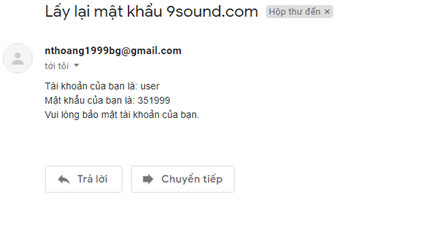 Lấy lại mật khẩu 9sound.com Hộp thư đến ×
nthoang1999bg@gmail.com
tới tôi
Tài khoản của bạn là: user
Mật khẩu của bạn là: 351999
Vui lòng bảo mật tài khoản của bạn.
Trả lời Chuyển tiếp